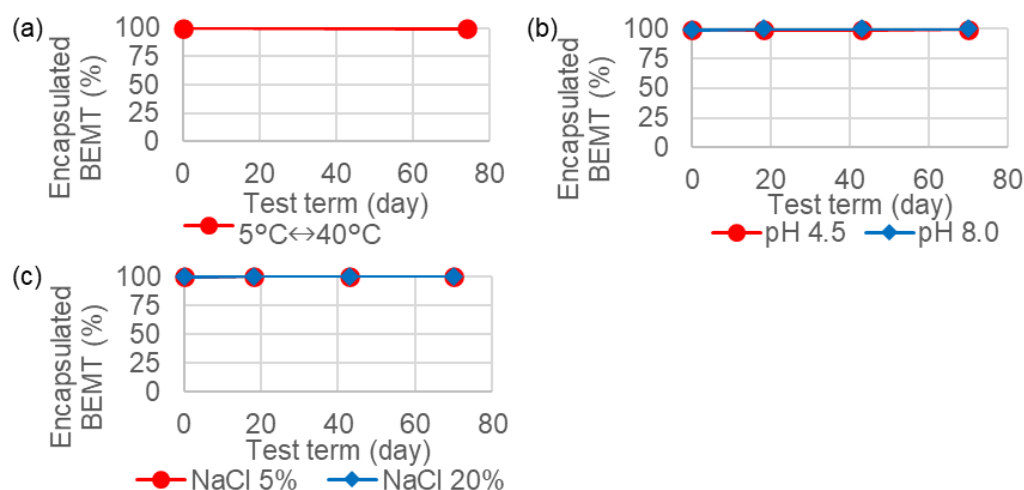 (a)
Encapsulated
BEMT (%)
100
75
50
25
0
0 20 40 60 80
Test term (day)
5°C↔40°C
(b)
Encapsulated
BEMT (%)
100
75
50
25
0
0 20 40 60 80
Test term (day)
pH 4.5 pH 8.0
(c)
Encapsulated
BEMT (%)
100
75
50
25
0
0 20 40 60 80
Test term (day)
NaCl 5% NaCl 20%